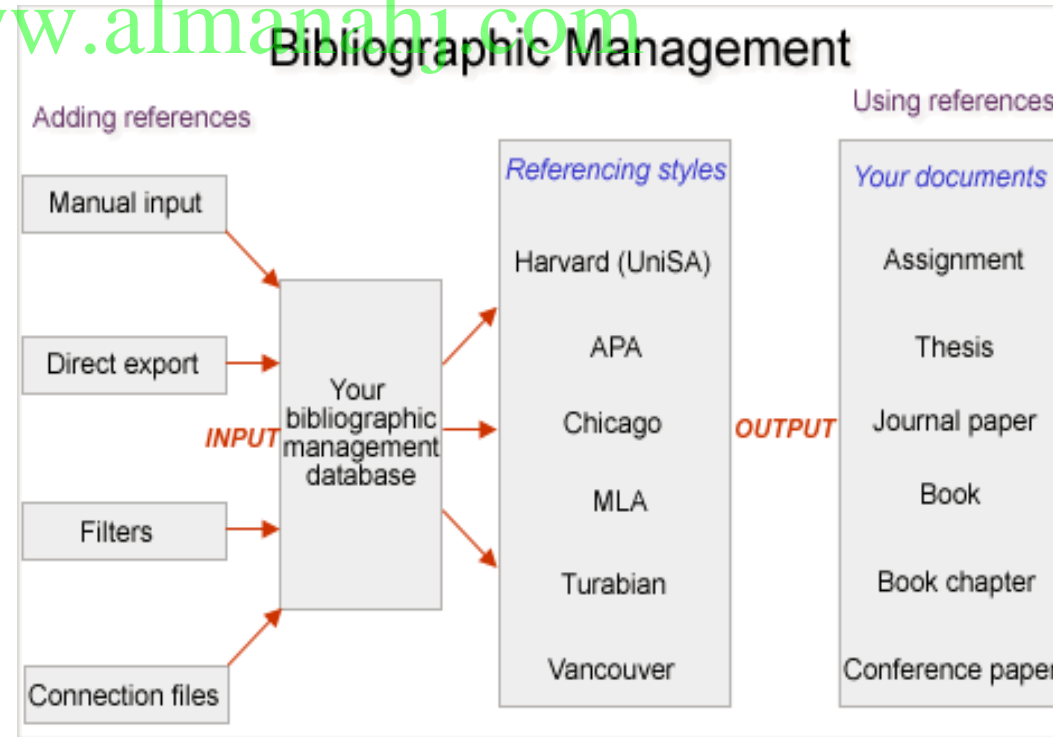 w.almanahj.com
Bibliographic Management
Adding references
Using references
Manual input
Direct export
Filters
Connection files
INPUT
Your
bibliographic
management
database
Referencing styles
Harvard (UniSA)
APA
Chicago
MLA
Turabian
Vancouver
OUTPUT
Your documents
Assignment
Thesis
Journal paper
Book
Book chapter
Conference paper